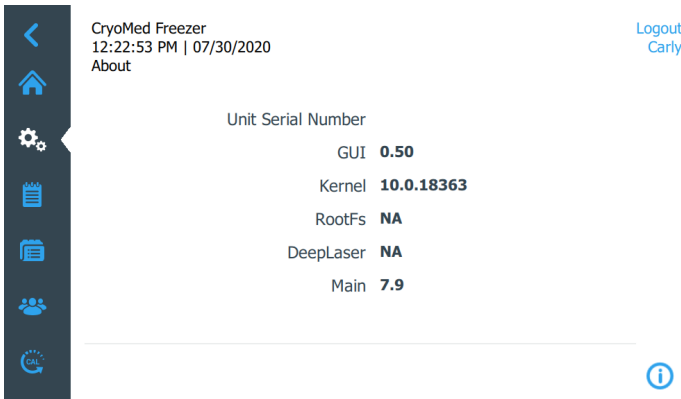 CryoMed Freezer
12:22:53 PM | 07/30/2020
About
Logout
Carly
Unit Serial Number
GUI 0.50
Kernel 10.0.18363
RootFs NA
DeepLaser NA
Main 7.9
CAL